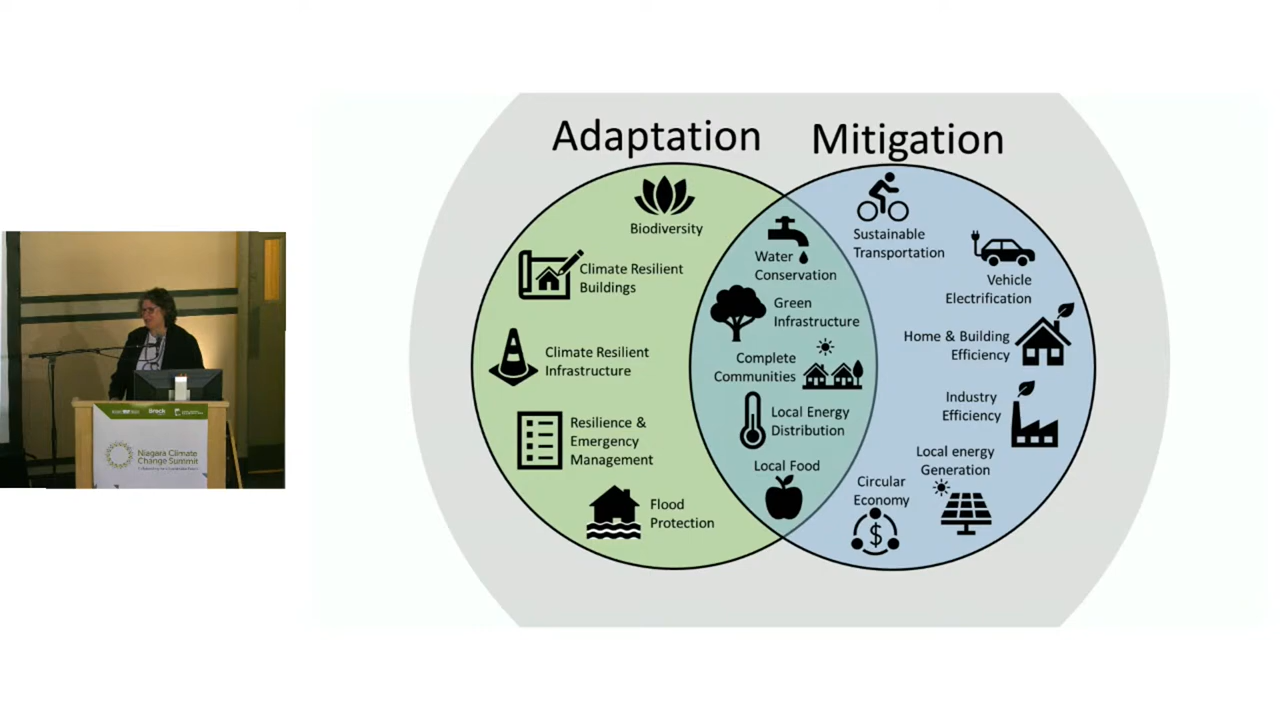 Adaptation
Mitigation
Biodiversity
Climate Resilient
Buildings
Climate Resilient
Infrastructure
Resilience &
Emergency
Management
Flood
Protection
Water
Conservation
Green
Infrastructure
Complete
Communities
Local Energy
Distribution
Local Food
Sustainable
Transportation
Vehicle
Electrification
Home & Building
Efficiency
Industry
Efficiency
Local energy
Generation
Circular
Economy
$
Brock
Niagara Climate
Change Summit